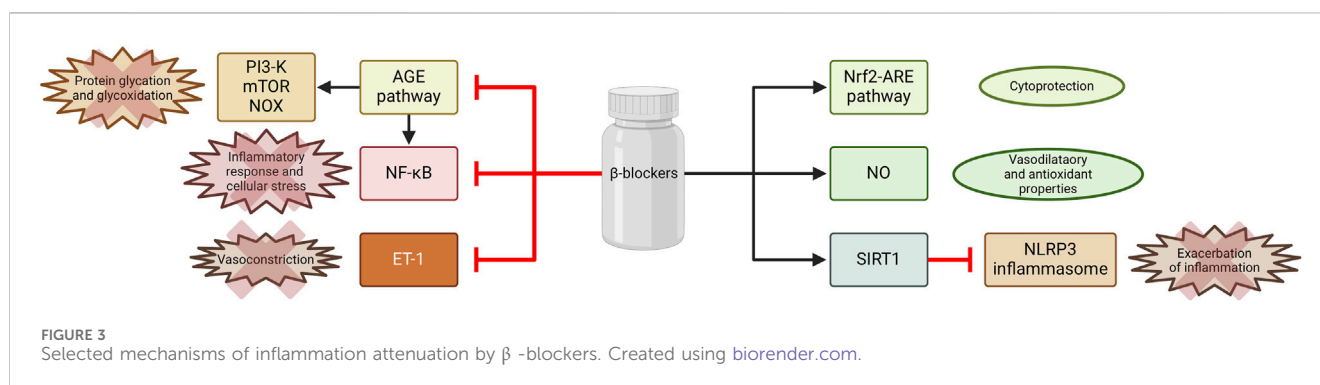 Protein glycation
and glycoxidation
PI3-K
mTOR
NOX
AGE
pathway
Inflammatory
response and
cellular stress
NF-κB
Vasoconstriction
ET-1
β-blockers
Nrf2-ARE
pathway
Cytoprotection
NO
Vasodilataory
and antioxidant
properties
SIRT1
NLRP3
inflammasome
Exacerbation
of inflammation
FIGURE 3
Selected mechanisms of inflammation attenuation by β -blockers. Created using biorender.com.